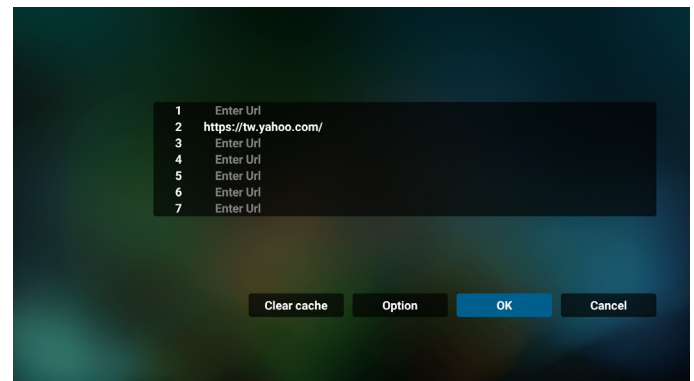 1 Enter Url
2 https://tw.yahoo.com/
3 Enter Url
4 Enter Url
5 Enter Url
6 Enter Url
7 Enter Url
Clear cache Option OK Cancel